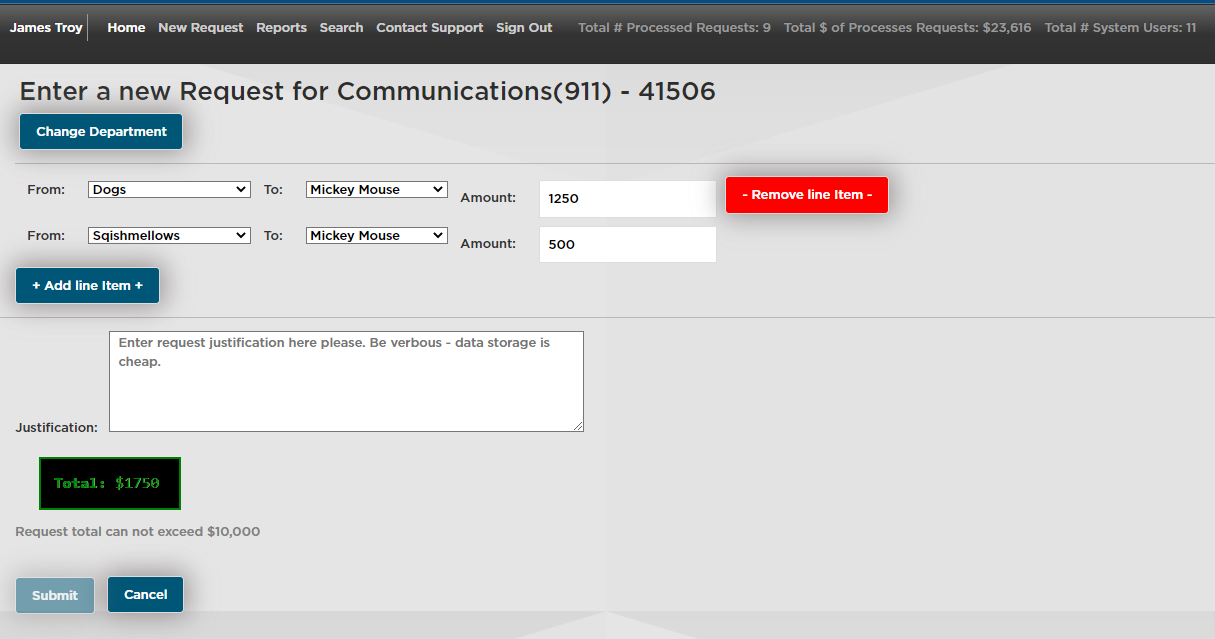 James Troy Home New Request Reports Search Contact Support Sign Out Total # Processed Requests: 9 Total $ of Processes Requests: $23,616 Total # System Users: 11
Enter a new Request for Communications(911) - 41506
Change Department
From: Dogs To: Mickey Mouse Amount: 1250 - Remove line Item -
From: Sqishmellows To: Mickey Mouse Amount: 500
+ Add line Item +
Enter request justification here please. Be verbous - data storage is
cheap.
Justification:
Total: $1750
Request total can not exceed $10,000
Submit Cancel